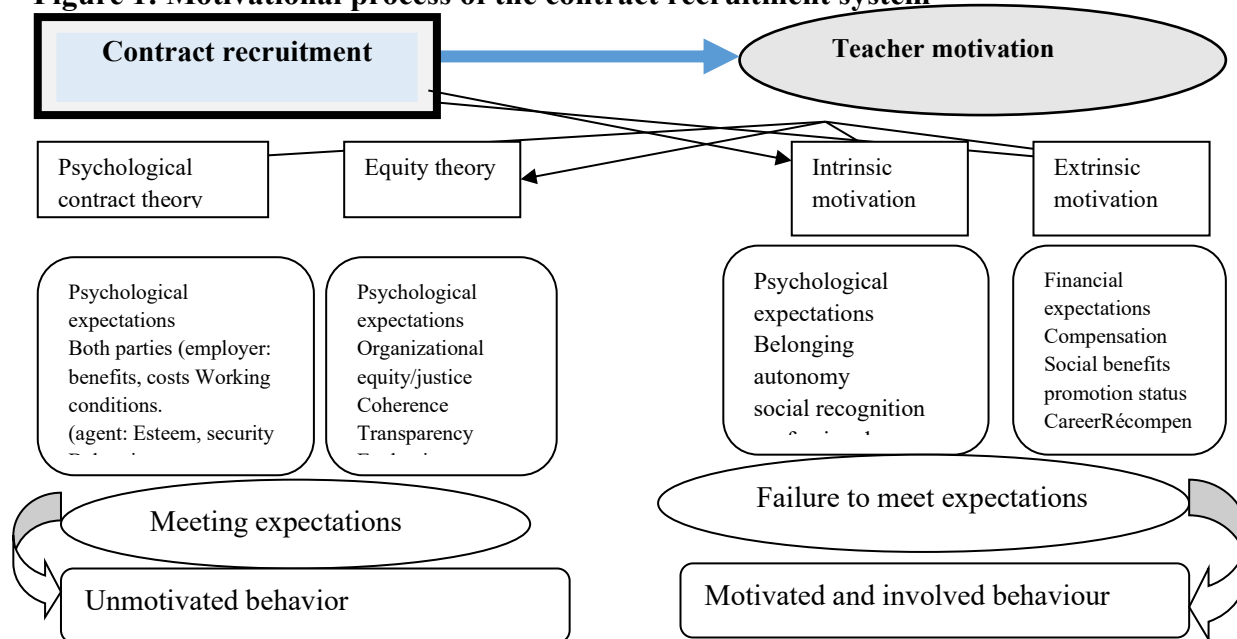 Figure 1: Motivational process of the contract recruitment system
Contract recruitment
Teacher motivation
Psychological
contract theory
Equity theory
Intrinsic
motivation
Extrinsic
motivation
Psychological
expectations
Both parties (employer:
benefits, costs Working
conditions.
(agent: Esteem, security
Psychological
expectations
Organizational
equity/justice
Coherence
Transparency
Psychological
expectations
Belonging
autonomy
social recognition
Financial
expectations
Compensation
Social benefits
promotion status
CareerRécompen
Meeting expectations
Failure to meet expectations
Unmotivated behavior
Motivated and involved behaviour